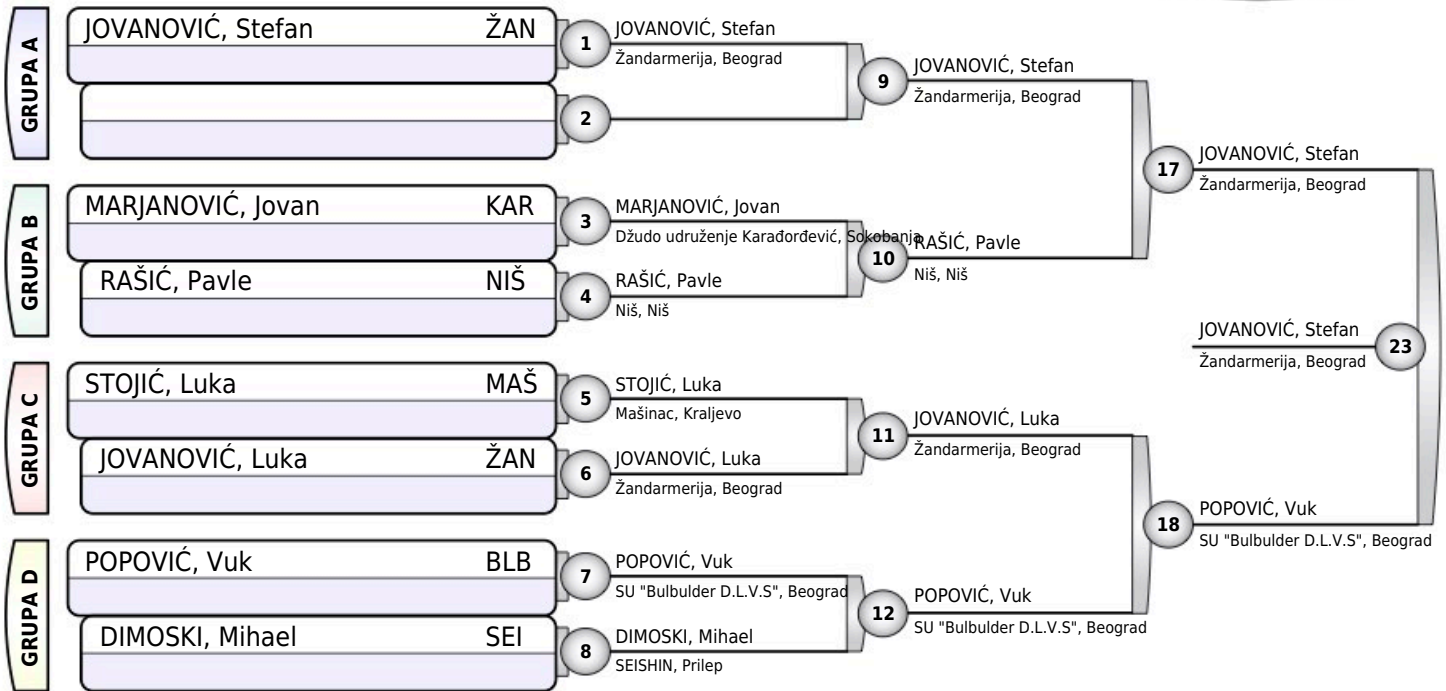 GRUPA A
JOVANOVIĆ, Stefan ŽAN
1
JOVANOVIĆ, Stefan
Žandarmerija, Beograd
2
9
JOVANOVIĆ, Stefan
Žandarmerija, Beograd
GRUPA B
MARJANOVIĆ, Jovan KAR
RAŠIĆ, Pavle NIŠ
3
MARJANOVIĆ, Jovan
Džudo udruženje Karađorđević, Sokobanja
4
RAŠIĆ, Pavle
Niš, Niš
10
RAŠIĆ, Pavle
Niš, Niš
17
JOVANOVIĆ, Stefan
Žandarmerija, Beograd
GRUPA C
STOJIĆ, Luka MAŠ
JOVANOVIĆ, Luka ŽAN
5
STOJIĆ, Luka
Mašinac, Kraljevo
6
JOVANOVIĆ, Luka
Žandarmerija, Beograd
11
JOVANOVIĆ, Luka
Žandarmerija, Beograd
GRUPA D
POPOVIĆ, Vuk BLB
DIMOSKI, Mihael SEI
7
POPOVIĆ, Vuk
SU "Bulbulder D.L.V.S", Beograd
8
DIMOSKI, Mihael
SEISHIN, Prilep
12
POPOVIĆ, Vuk
SU "Bulbulder D.L.V.S", Beograd
18
POPOVIĆ, Vuk
SU "Bulbulder D.L.V.S", Beograd
JOVANOVIĆ, Stefan
Žandarmerija, Beograd
23